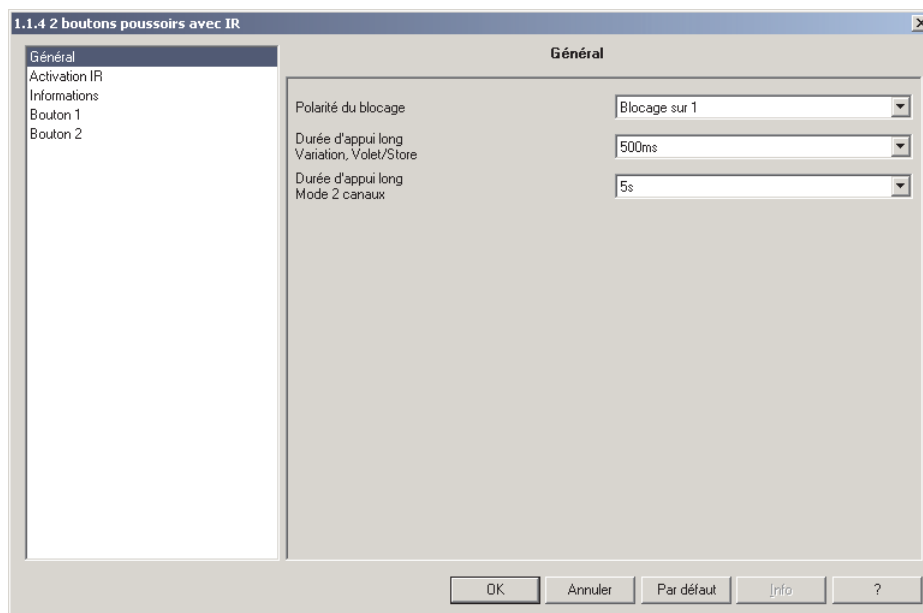 1.1.4 2 boutons poussoirs avec IR
Général
Activation IR
Informations
Bouton 1
Bouton 2
Général
Polarité du blocage
Blocage sur 1
Durée d'appui long
Variation, Volet/Store
500ms
Durée d'appui long
Mode 2 canaux
5s
OK
Annuler
Par défaut
Info
?